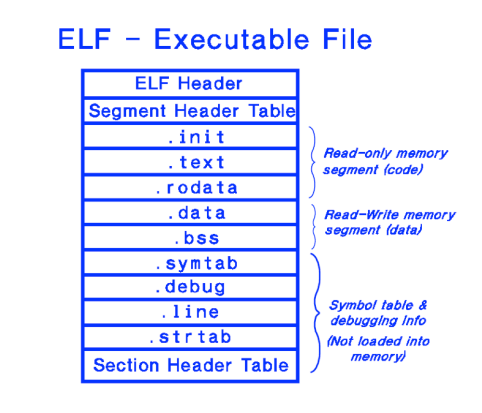 ELF - Executable File
ELF Header
Segment Header Table
.init
.text
.rodata
Read-only memory
segment (code)
.data
.bss
Read-Write memory
segment (data)
.symtab
.debug
.line
.strtab
Section Header Table
Symbol table &
debugging info
(Not loaded into
memory)